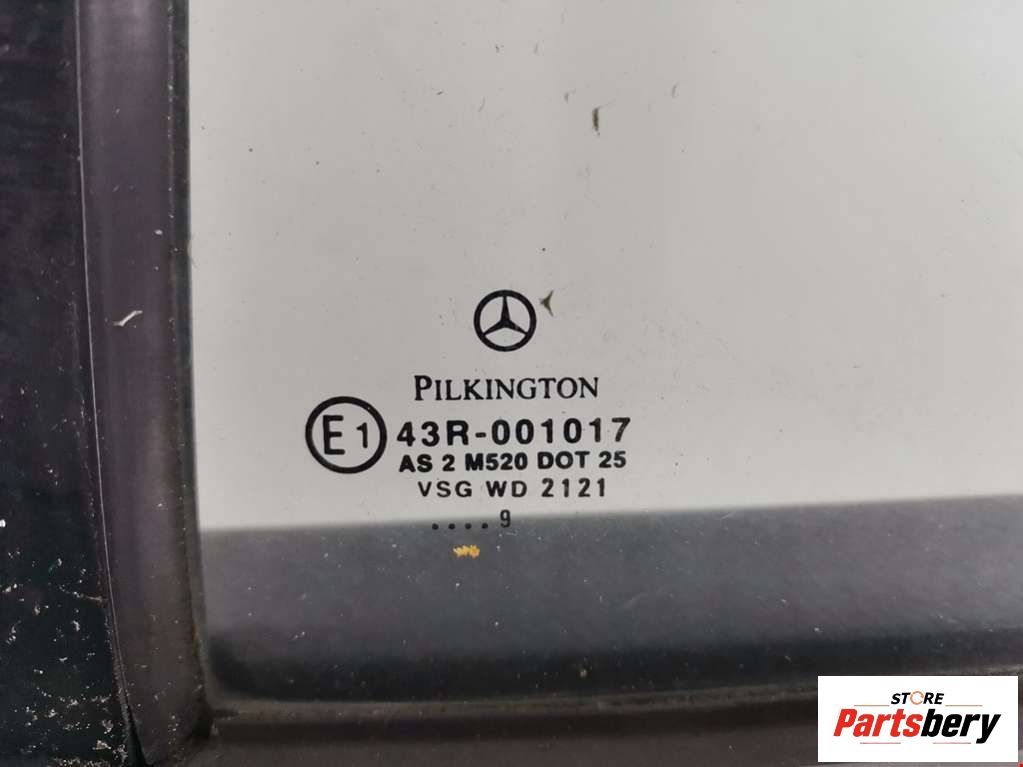 PILKINGTON
E1 43R-001017
AS 2 M520 DOT 25
VSG WD 2121
....9
STORE
Partsbery